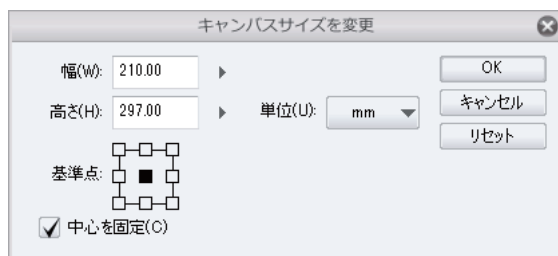 キャンバスサイズを変更
幅(W): 210.00
OK
高さ(H): 297.00
単位(U): mm
キャンセル
リセット
基準点:
中心を固定(C)